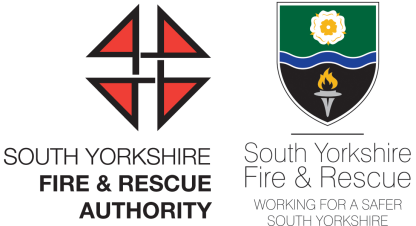 SOUTH YORKSHIRE
FIRE & RESCUE
AUTHORITY
South Yorkshire
Fire & Rescue
WORKING FOR A SAFER
SOUTH YORKSHIRE